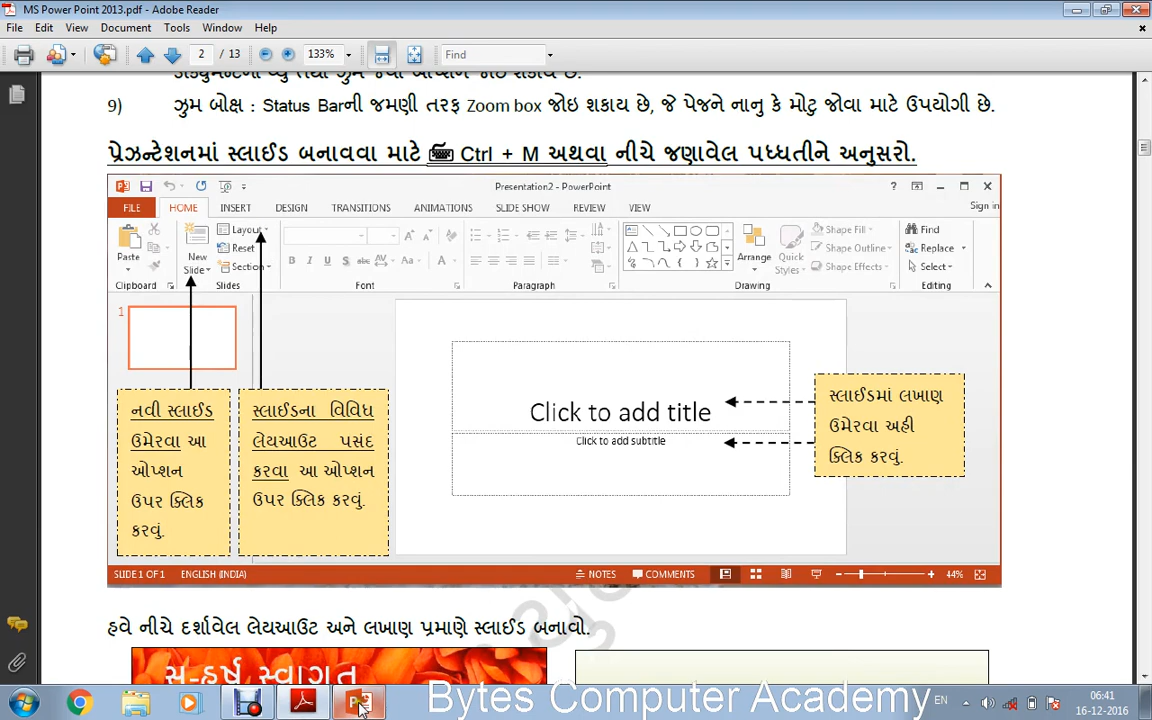 MS Power Point 2013.pdf - Adobe Reader
File Edit View Document Tools Window Help
2 / 13 133% Find
9) ઝુમ બોક્ષ : Status Barની જમણી તરફ Zoom box જોઇ શકાય છે, જે પેજને નાનુ કે મોટુ જોવા માટે ઉપયોગી છે.
પ્રેઝન્ટેશનમાં સ્લાઈડ બનાવવા માટે Ctrl + M અથવા નીચે જણાવેલ પધ્ધતીને અનુસરો.
Presentation2 - PowerPoint
FILE HOME INSERT DESIGN TRANSITIONS ANIMATIONS SLIDE SHOW REVIEW VIEW Sign in
Paste
New Slide
Layout
Reset
Section
Arrange
Quick Styles
Shape Fill
Shape Outline
Shape Effects
Find
Replace
Select
Clipboard Slides Font Paragraph Drawing Editing
1
Click to add title
Click to add subtitle
નવી સ્લાઈડ
ઉમેરવા આ
ઓપ્શન
ઉપર ક્લિક
કરવું.
સ્લાઈડના વિવિધ
લેયઆઉટ પસંદ
કરવા આ ઓપ્શન
ઉપર ક્લિક કરવું.
સ્લાઈડમાં લખાણ
ઉમેરવા અહી
ક્લિક કરવું.
SLIDE 1 OF 1 ENGLISH (INDIA) NOTES COMMENTS 44%
હવે નીચે દર્શાવેલ લેયઆઉટ અને લખાણ પ્રમાણે સ્લાઈડ બનાવો.
સ-હર્ષ સ્વાગત
Bytes Computer Academy
EN
06:41
16-12-2016